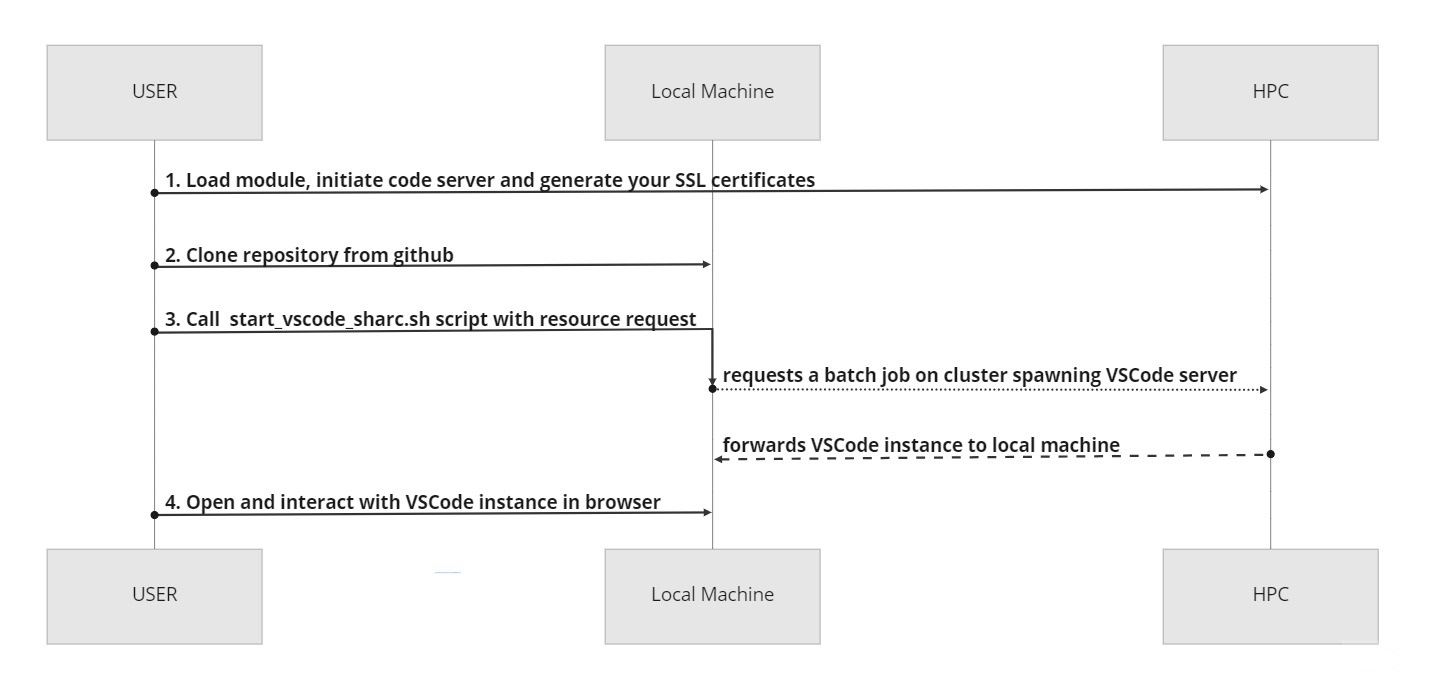 USER
Local Machine
HPC
1. Load module, initiate code server and generate your SSL certificates
2. Clone repository from github
3. Call  start_vscode_sharc.sh script with resource request
requests a batch job on cluster spawning VSCode server
forwards VSCode instance to local machine
4. Open and interact with VSCode instance in browser
USER
Local Machine
HPC